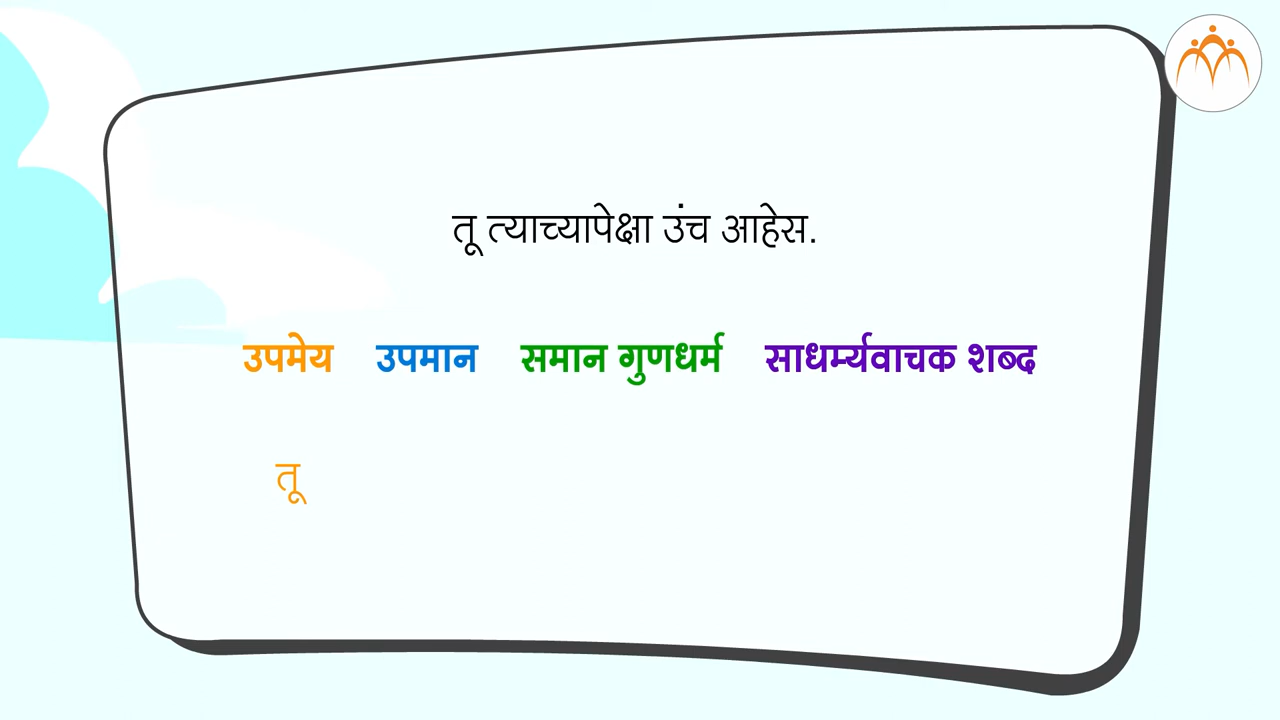 तू त्याच्यापेक्षा उंच आहेस.
उपमेय उपमान समान गुणधर्म साधर्म्यवाचक शब्द
तू